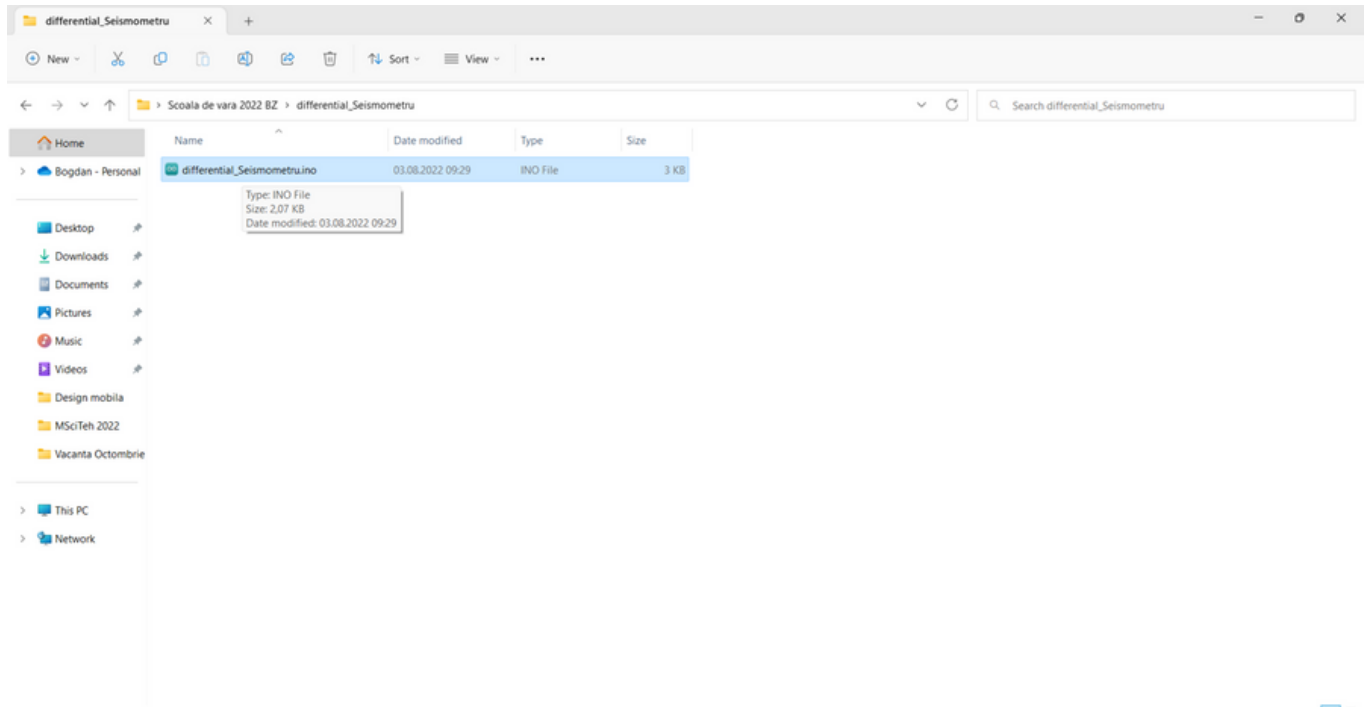 differential_Seismometru
New
Sort
View
Scoala de vara 2022 BZ > differential_Seismometru
Search differential_Seismometru
Home
Bogdan - Personal
Desktop
Downloads
Documents
Pictures
Music
Videos
Design mobila
MSciTeh 2022
Vacanta Octombrie
This PC
Network
Name Date modified Type Size
differential_Seismometru.ino 03.08.2022 09:29 INO File 3 KB
Type: INO File
Size: 2,07 KB
Date modified: 03.08.2022 09:29